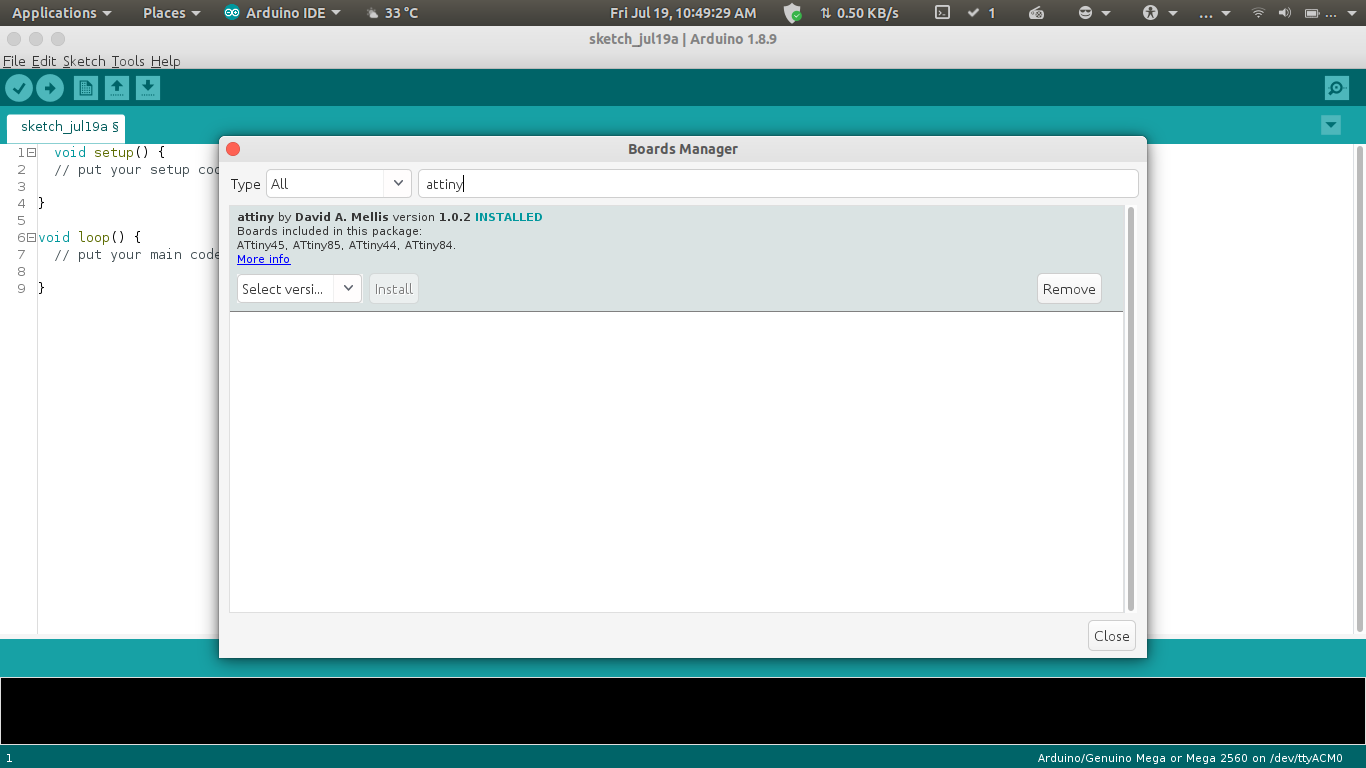 Applications Places Arduino IDE 33 °C Fri Jul 19, 10:49:29 AM 0.50 KB/s 1 ... ...
sketch_jul19a | Arduino 1.8.9
File Edit Sketch Tools Help
sketch_jul19a §
Boards Manager
1 void setup() {
2 // put your setup cod
3
4 }
5
6 void loop() {
7 // put your main code
8
9 }
Type All attiny
attiny by David A. Mellis version 1.0.2 INSTALLED
Boards included in this package:
ATtiny45, ATtiny85, ATtiny44, ATtiny84.
More info
Select versi... Install Remove
Close
1 Arduino/Genuino Mega or Mega 2560 on /dev/ttyACM0